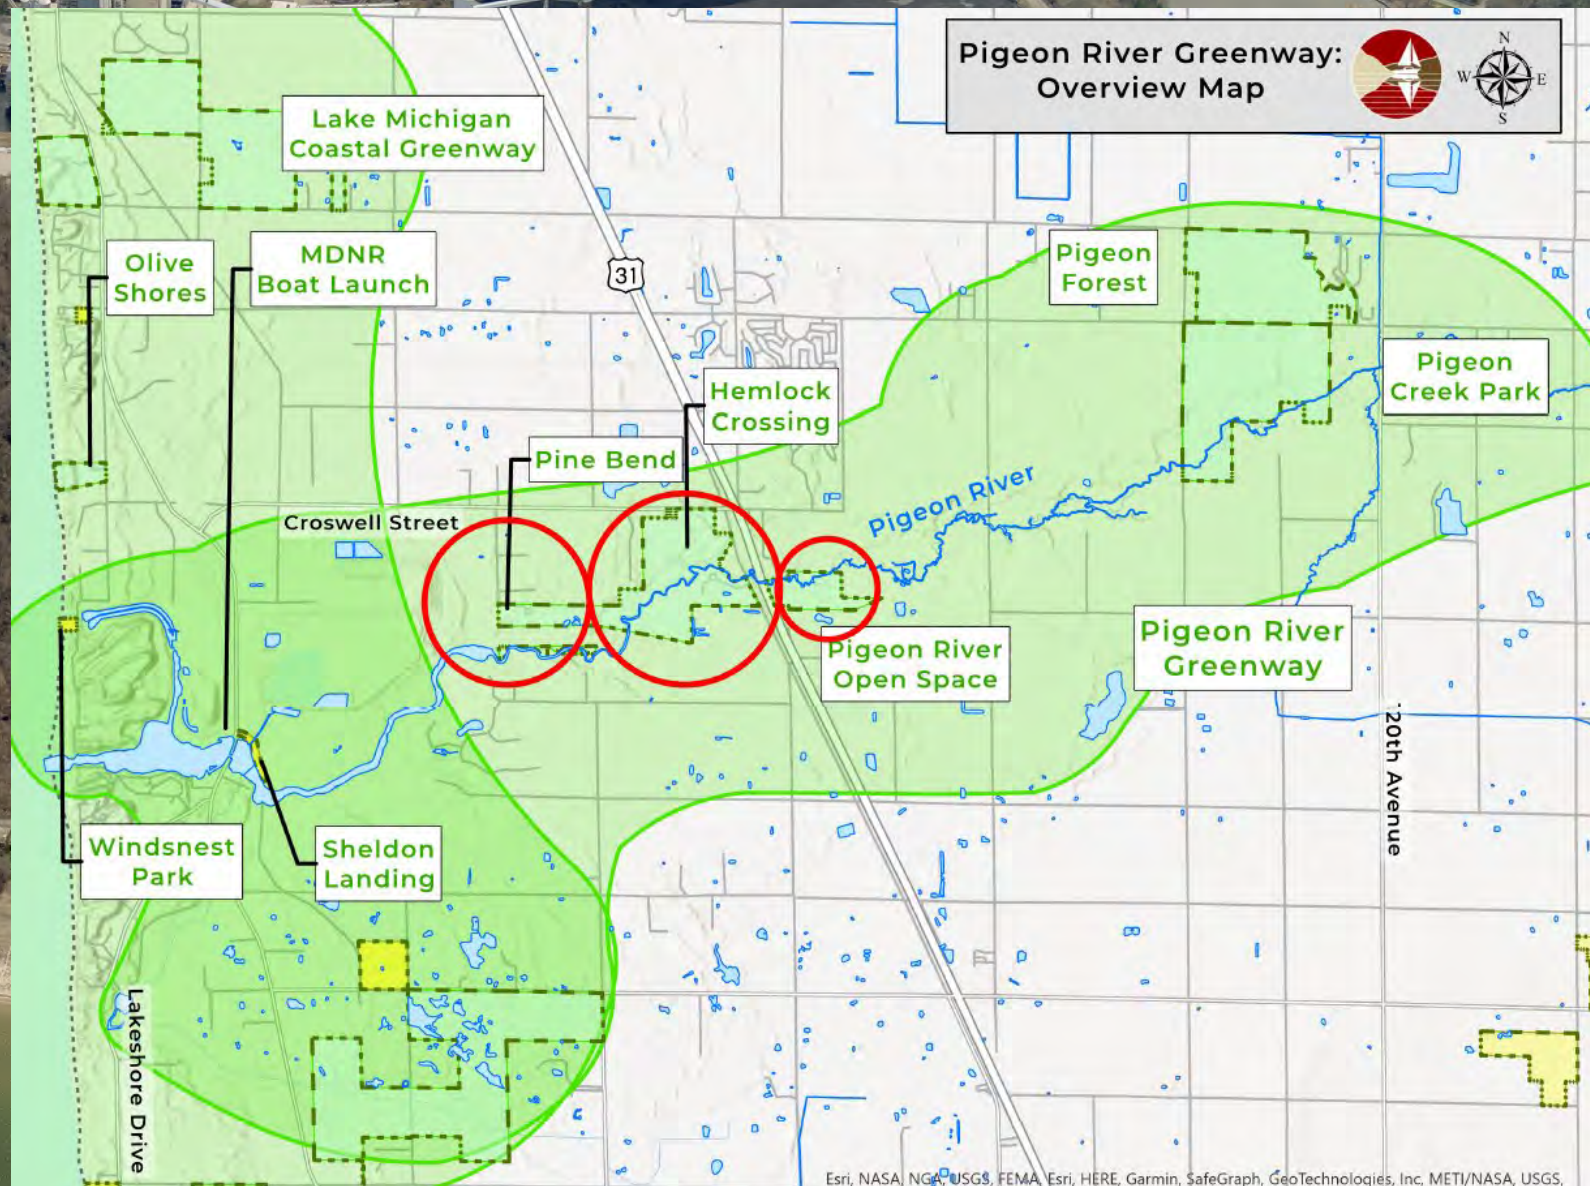 Pigeon River Greenway:
Overview Map
N
W
E
S
Lake Michigan
Coastal Greenway
Olive
Shores
MDNR
Boat Launch
31
Pigeon
Forest
Pigeon
Creek Park
Hemlock
Crossing
Pine Bend
Pigeon River
Croswell Street
Pigeon River
Open Space
Pigeon River
Greenway
20th Avenue
Windsnest
Park
Sheldon
Landing
Lakeshore Drive
Esri, NASA, NGA, USGS, FEMA, Esri, HERE, Garmin, SafeGraph, GeoTechnologies, Inc, METI/NASA, USGS,